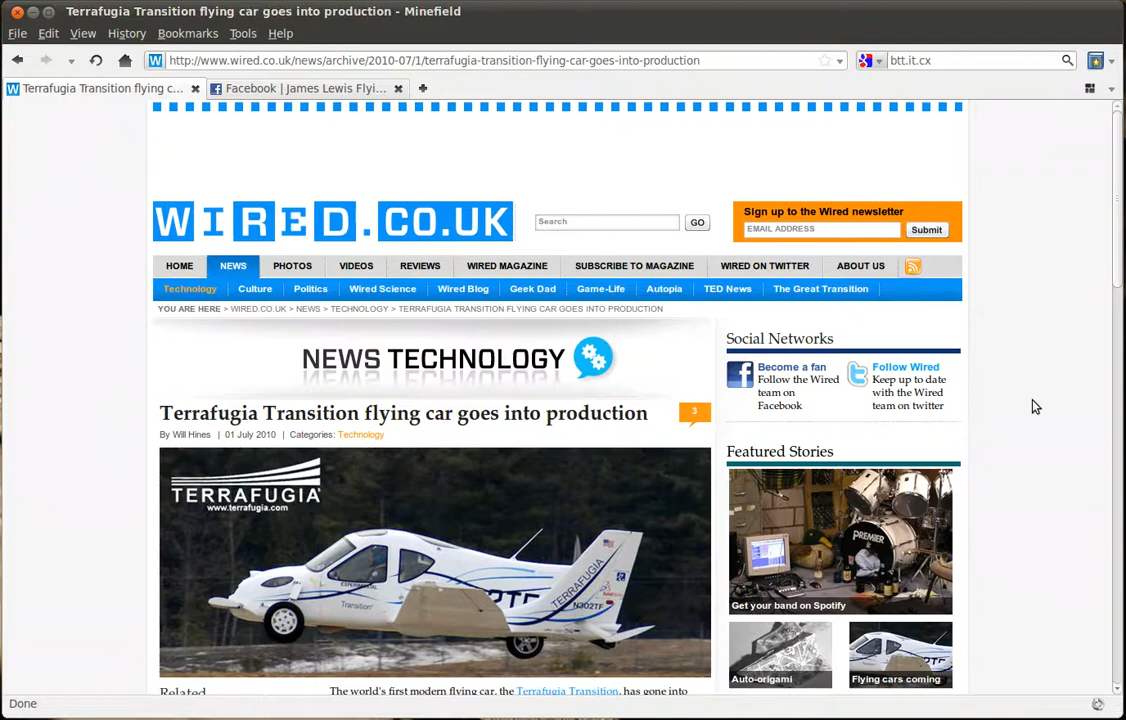 Terrafugia Transition flying car goes into production - Minefield
File Edit View History Bookmarks Tools Help
W http://www.wired.co.uk/news/archive/2010-07/1/terrafugia-transition-flying-car-goes-into-production
btt.it.cx
W Terrafugia Transition flying c...
Facebook | James Lewis Flyi...
WIRED.CO.UK
Search GO
Sign up to the Wired newsletter
EMAIL ADDRESS Submit
HOME NEWS PHOTOS VIDEOS REVIEWS WIRED MAGAZINE SUBSCRIBE TO MAGAZINE WIRED ON TWITTER ABOUT US
Technology Culture Politics Wired Science Wired Blog Geek Dad Game-Life Autopia TED News The Great Transition
YOU ARE HERE > WIRED.CO.UK > NEWS > TECHNOLOGY > TERRAFUGIA TRANSITION FLYING CAR GOES INTO PRODUCTION
NEWS TECHNOLOGY
Terrafugia Transition flying car goes into production
3
By Will Hines | 01 July 2010 | Categories: Technology
TERRAFUGIA
www.terrafugia.com
EXPERIMENTAL
Transition
TERRAFUGIA
N302TF
Related
The world's first modern flying car, the Terrafugia Transition, has gone into
Social Networks
Become a fan
Follow the Wired
team on
Facebook
Follow Wired
Keep up to date
with the Wired
team on twitter
Featured Stories
PREMIER
Get your band on Spotify
Auto-origami
Flying cars coming
Done